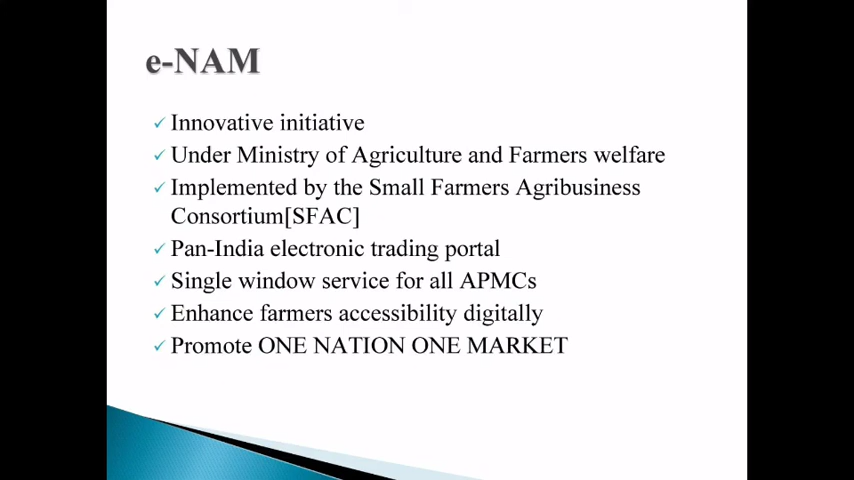 e-NAM
✓ Innovative initiative
✓ Under Ministry of Agriculture and Farmers welfare
✓ Implemented by the Small Farmers Agribusiness
Consortium[SFAC]
✓ Pan-India electronic trading portal
✓ Single window service for all APMCs
✓ Enhance farmers accessibility digitally
✓ Promote ONE NATION ONE MARKET